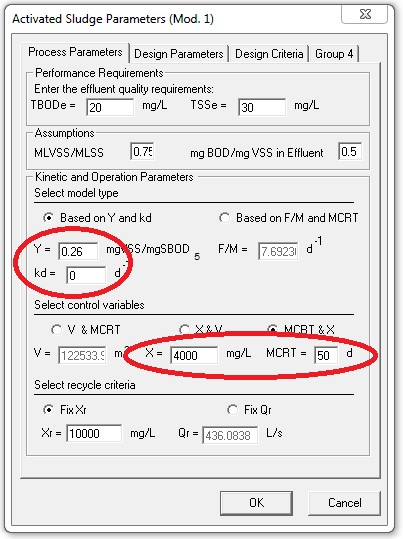 Activated Sludge Parameters (Mod. 1)
Process Parameters Design Parameters Design Criteria Group 4
Performance Requirements
Enter the effluent quality requirements:
TBODe = 20 mg/L TSSe = 30 mg/L
Assumptions
MLVSS/MLSS 0.75 mg BOD/mg VSS in Effluent 0.5
Kinetic and Operation Parameters
Select model type
Based on Y and kd Based on F/M and MCRT
Y = 0.26 mgVSS/mgSBOD 5 F/M = 7.6923 d -1
kd = 0 d -1
Select control variables
V & MCRT X & V MCRT & X
V = 122533.9 m X = 4000 mg/L MCRT = 50 d
Select recycle criteria
Fix Xr Fix Qr
Xr = 10000 mg/L Qr = 436.0838 L/s
OK Cancel